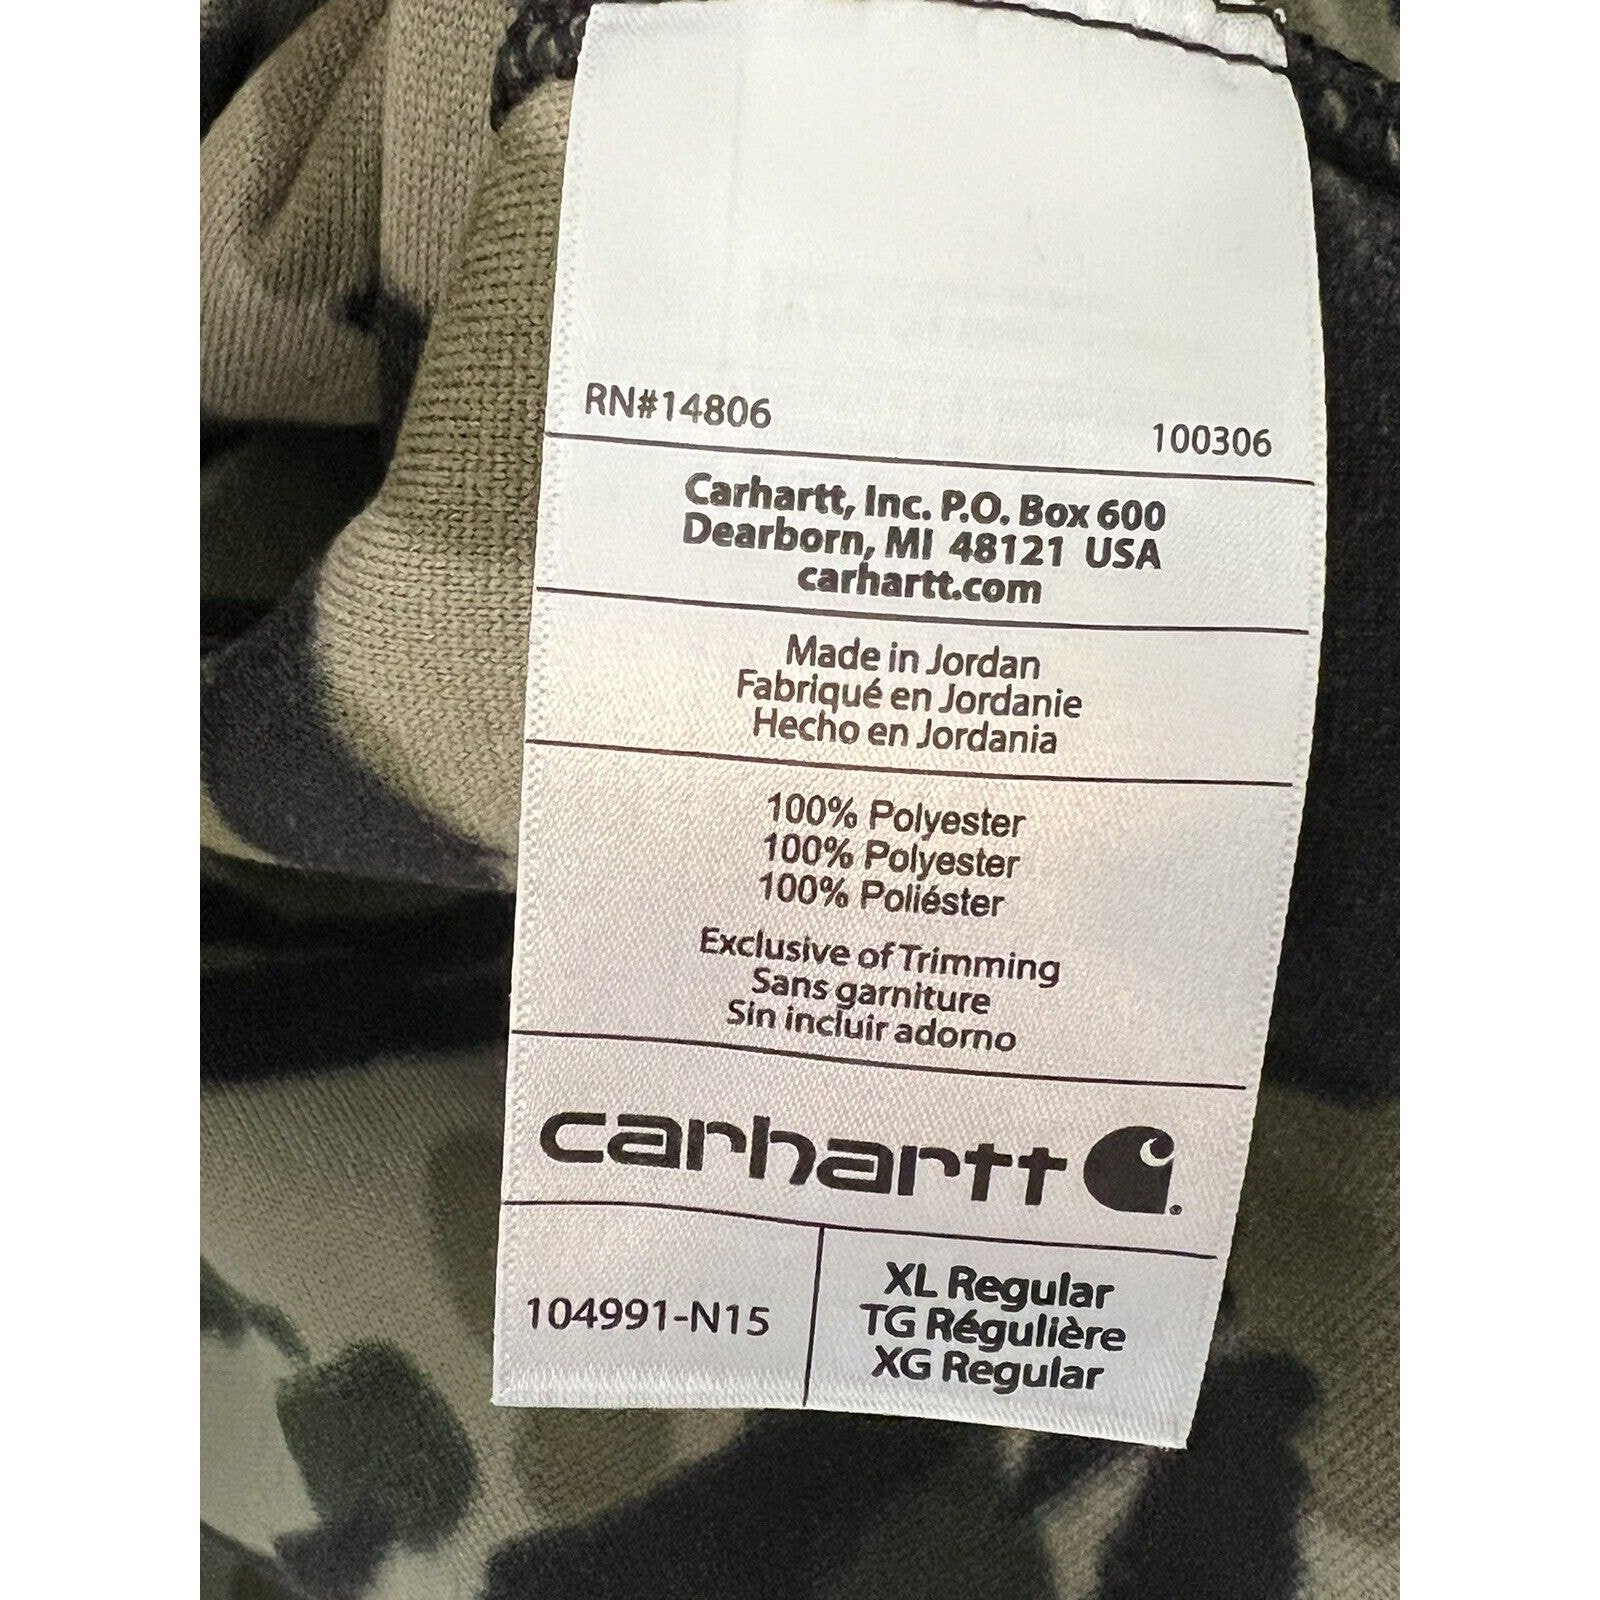 RN#14806
100306
Carhartt, Inc. P.O. Box 600
Dearborn, MI 48121 USA
carhartt.com
Made in Jordan
Fabriqué en Jordanie
Hecho en Jordania
100% Polyester
100% Polyester
100% Poliéster
Exclusive of Trimming
Sans garniture
Sin incluir adorno
carhartt
104991-N15
XL Regular
TG Régulière
XG Regular